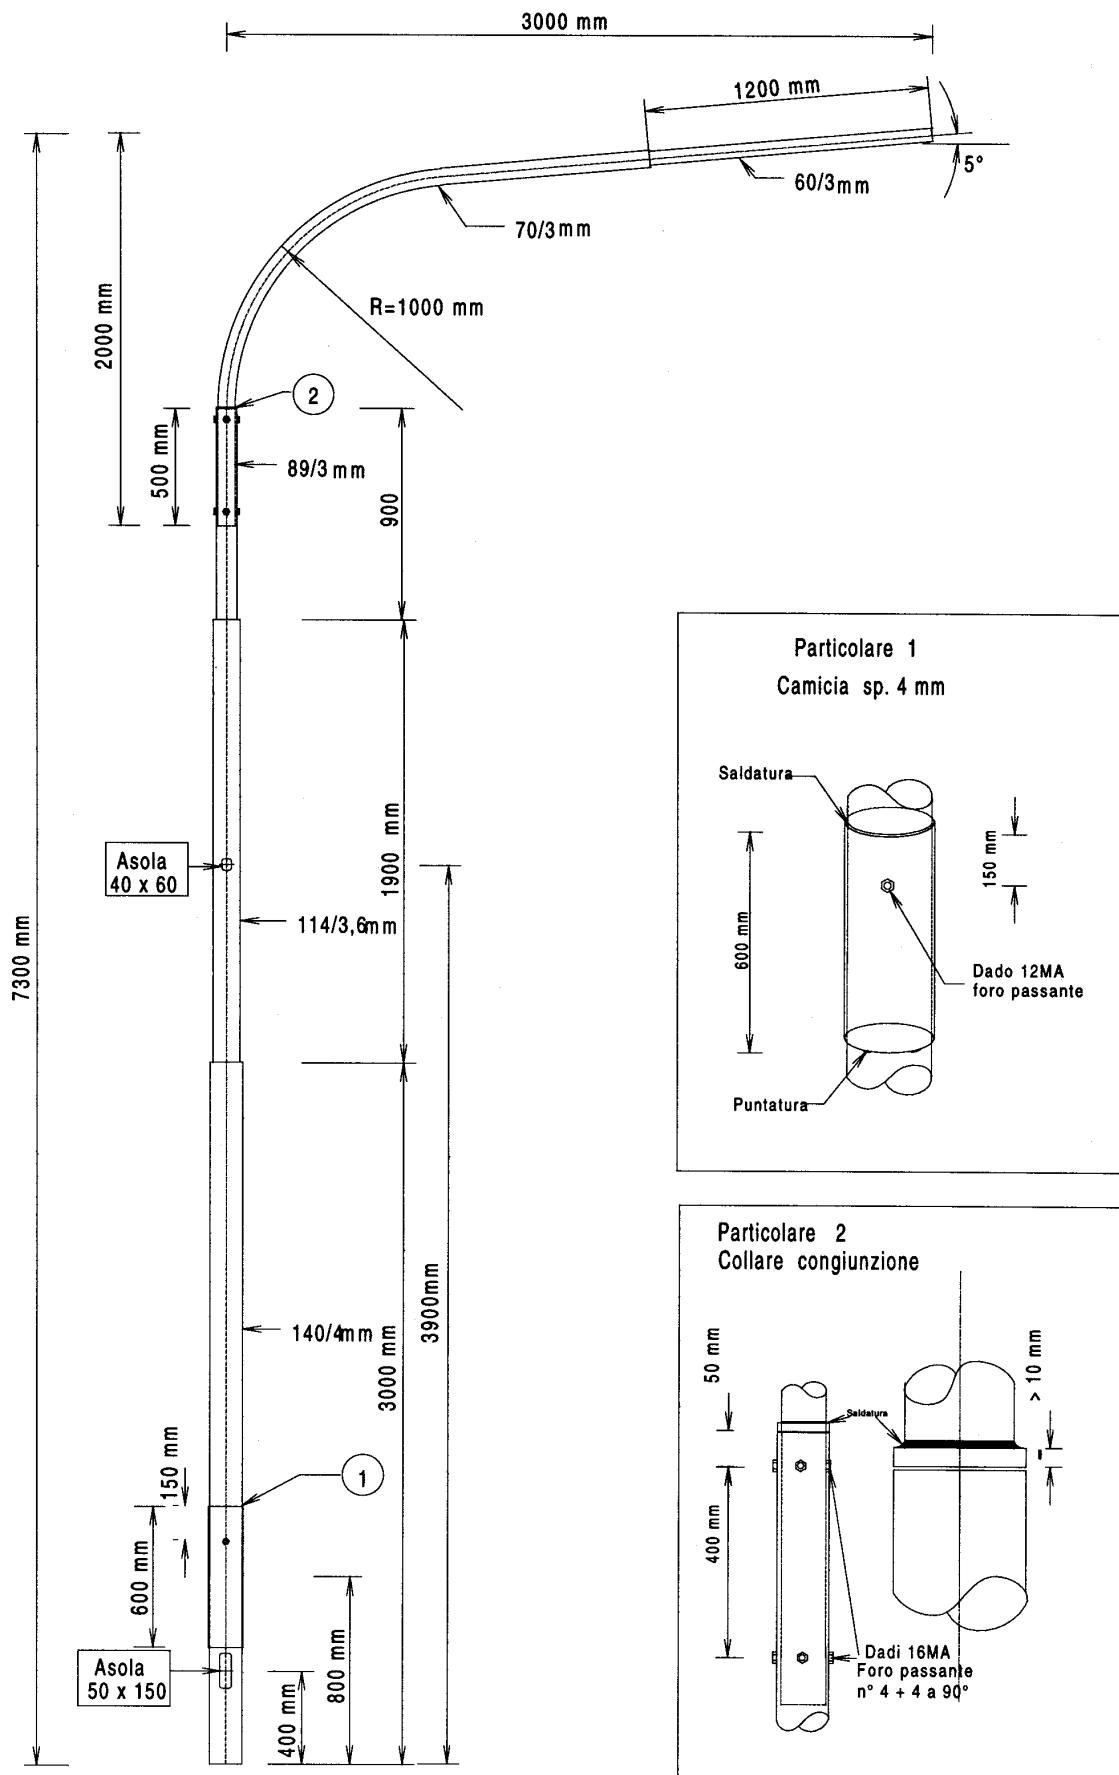 3000 mm
1200 mm
5°
60/3mm
70/3mm
R=1000 mm
2000 mm
2
500 mm
89/3 mm
900
Particolare 1
Camicia sp. 4 mm
Saldatura
150 mm
600 mm
Dado 12MA
foro passante
Puntatura
Asola
40 x 60
1900 mm
114/3,6mm
7300 mm
Particolare 2
Collare congiunzione
3900mm
140/4mm
3000 mm
50 mm
> 10 mm
Saldatura
400 mm
Dadi 16MA
Foro passante
n° 4 + 4 a 90°
150 mm
1
600 mm
800 mm
Asola
50 x 150
400 mm